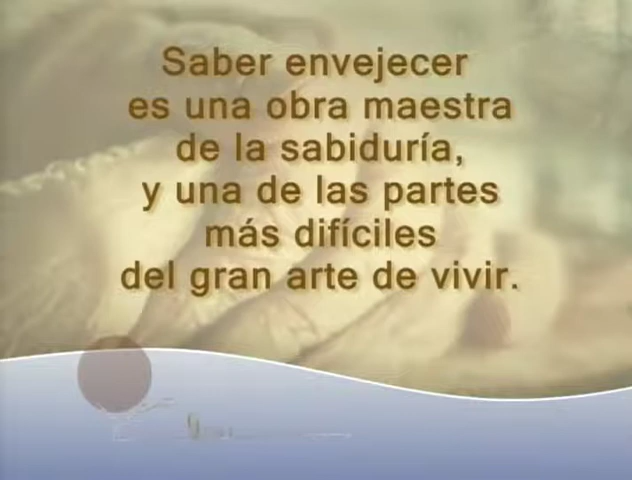 Saber envejecer
es una obra maestra
de la sabiduría,
y una de las partes
más difíciles
del gran arte de vivir.